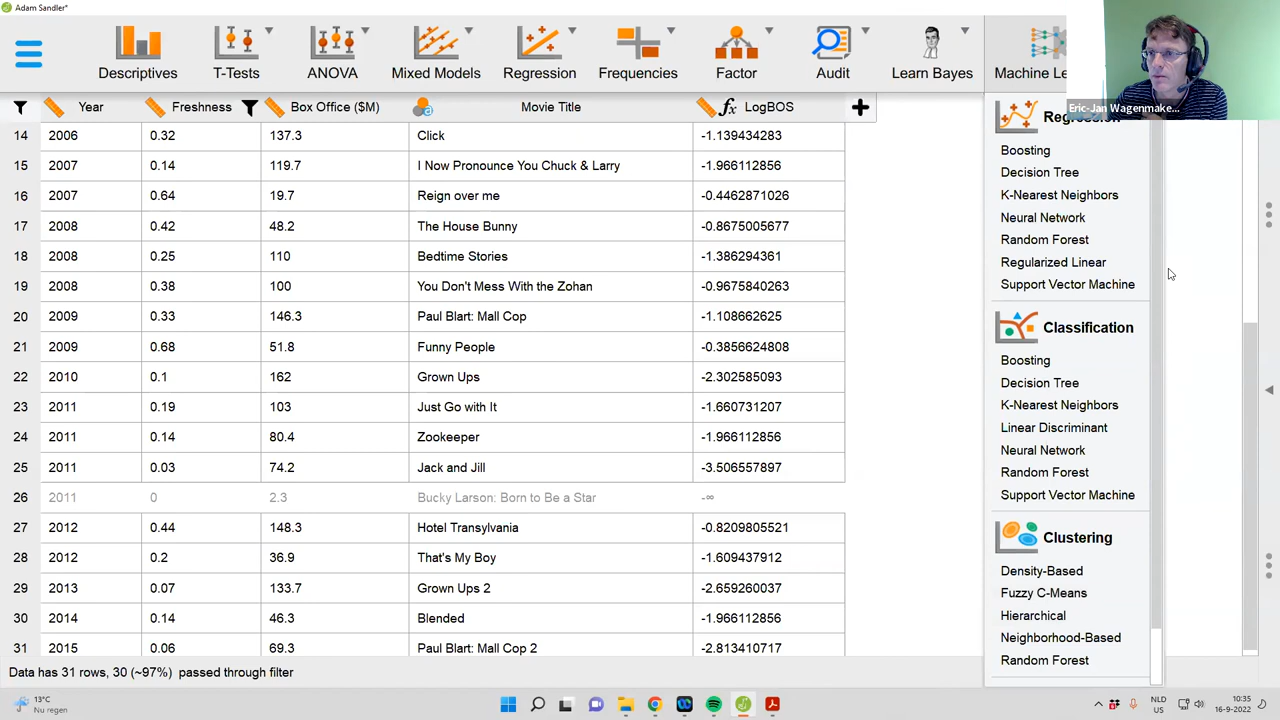 Adam Sandler*
Descriptives T-Tests ANOVA Mixed Models Regression Frequencies Factor Audit Learn Bayes Machine Le
Eric-Jan Wagenmake...
Year Freshness Box Office ($M) Movie Title fx LogBOS
14 2006 0.32 137.3 Click -1.139434283
15 2007 0.14 119.7 I Now Pronounce You Chuck & Larry -1.966112856
16 2007 0.64 19.7 Reign over me -0.4462871026
17 2008 0.42 48.2 The House Bunny -0.8675005677
18 2008 0.25 110 Bedtime Stories -1.386294361
19 2008 0.38 100 You Don't Mess With the Zohan -0.9675840263
20 2009 0.33 146.3 Paul Blart: Mall Cop -1.108662625
21 2009 0.68 51.8 Funny People -0.3856624808
22 2010 0.1 162 Grown Ups -2.302585093
23 2011 0.19 103 Just Go with It -1.660731207
24 2011 0.14 80.4 Zookeeper -1.966112856
25 2011 0.03 74.2 Jack and Jill -3.506557897
26 2011 0 2.3 Bucky Larson: Born to Be a Star -∞
27 2012 0.44 148.3 Hotel Transylvania -0.8209805521
28 2012 0.2 36.9 That's My Boy -1.609437912
29 2013 0.07 133.7 Grown Ups 2 -2.659260037
30 2014 0.14 46.3 Blended -1.966112856
31 2015 0.06 69.3 Paul Blart: Mall Cop 2 -2.813410717
Regression
Boosting
Decision Tree
K-Nearest Neighbors
Neural Network
Random Forest
Regularized Linear
Support Vector Machine
Classification
Boosting
Decision Tree
K-Nearest Neighbors
Linear Discriminant
Neural Network
Random Forest
Support Vector Machine
Clustering
Density-Based
Fuzzy C-Means
Hierarchical
Neighborhood-Based
Random Forest
Data has 31 rows, 30 (~97%) passed through filter
13°C
Nu regen
NLD
US
10:35
16-9-2022